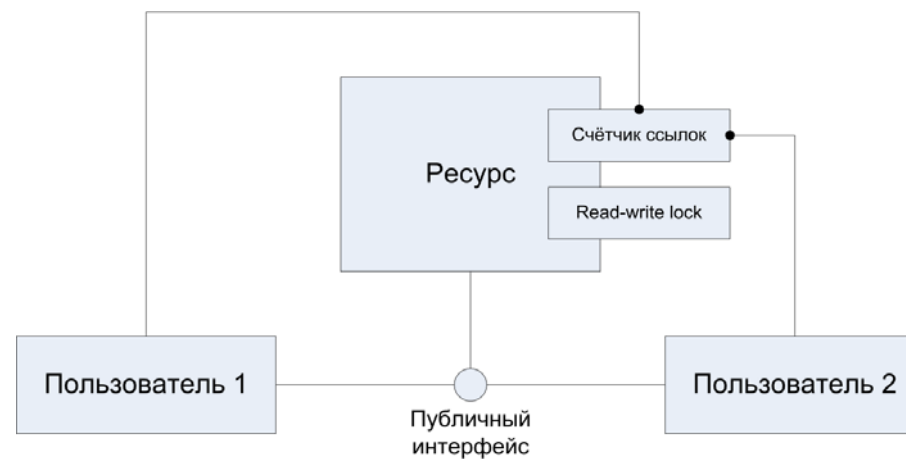 Счётчик ссылок
Ресурс
Read-write lock
Пользователь 1
Пользователь 2
Публичный
интерфейс